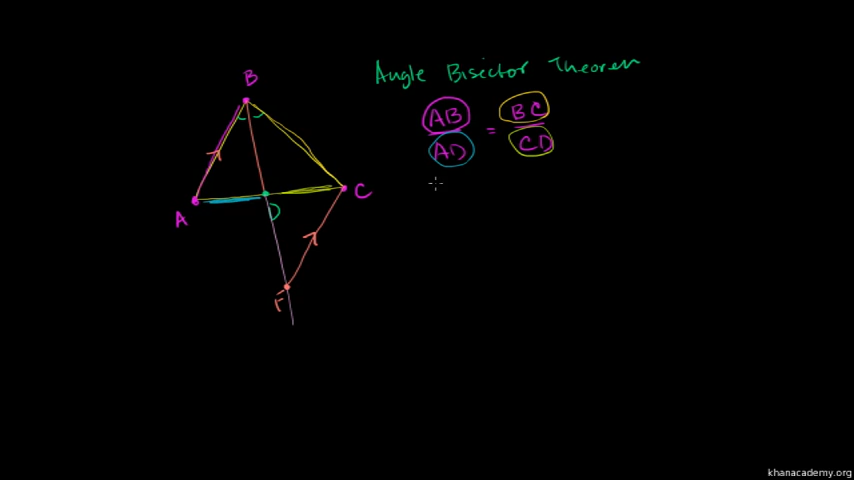 Angle Bisector Theorem
B
AB
BC
=
AD
CD
A
C
D
F
khanacademy.org